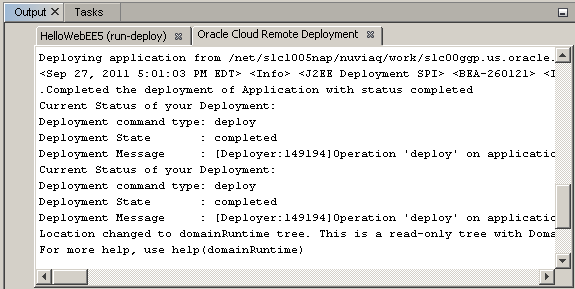 Output Tasks
HelloWebEE5 (run-deploy) Oracle Cloud Remote Deployment
Deploying application from /net/slcl005nap/nuviaq/work/slc00ggp.us.oracle.
<Sep 27, 2011 5:01:03 PM EDT> <Info> <J2EE Deployment SPI> <BEA-260121> <I
.Completed the deployment of Application with status completed
Current Status of your Deployment:
Deployment command type: deploy
Deployment State : completed
Deployment Message : [Deployer:149194]Operation 'deploy' on applicatio
Current Status of your Deployment:
Deployment command type: deploy
Deployment State : completed
Deployment Message : [Deployer:149194]Operation 'deploy' on applicatio
Location changed to domainRuntime tree. This is a read-only tree with Doma
For more help, use help(domainRuntime)